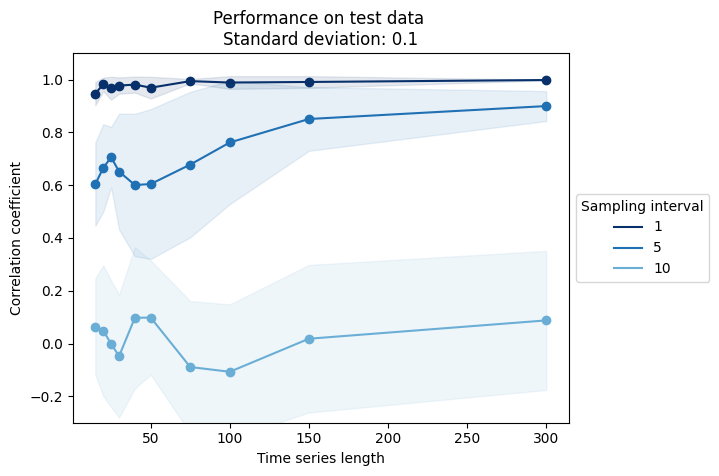 Performance on test data
Standard deviation: 0.1
Correlation coefficient
1.0
0.8
0.6
0.4
0.2
0.0
−0.2
50 100 150 200 250 300
Time series length
Sampling interval
1
5
10